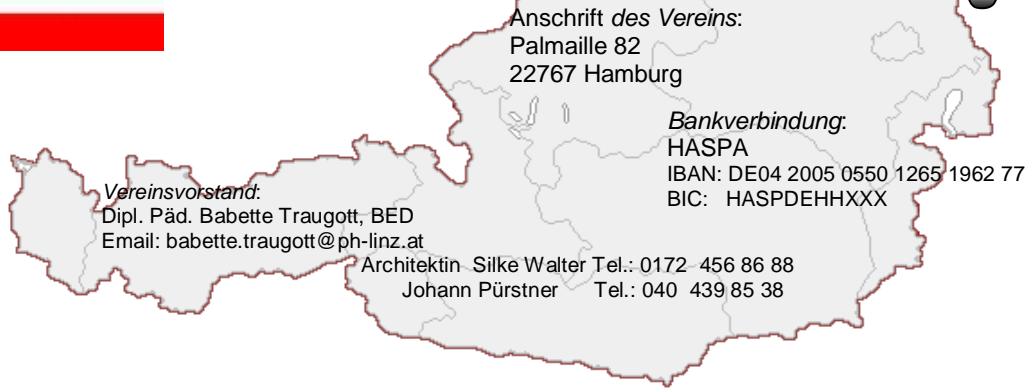 Anschrift des Vereins:
Palmaille 82
22767 Hamburg
Bankverbindung:
HASPA
IBAN: DE04 2005 0550 1265 1962 77
BIC: HASPDEHHXXX
Vereinsvorstand:
Dipl. Päd. Babette Traugott, BED
Email: babette.traugott@ph-linz.at
Architektin Silke Walter Tel.: 0172 456 86 88
Johann Pürstner Tel.: 040 439 85 38